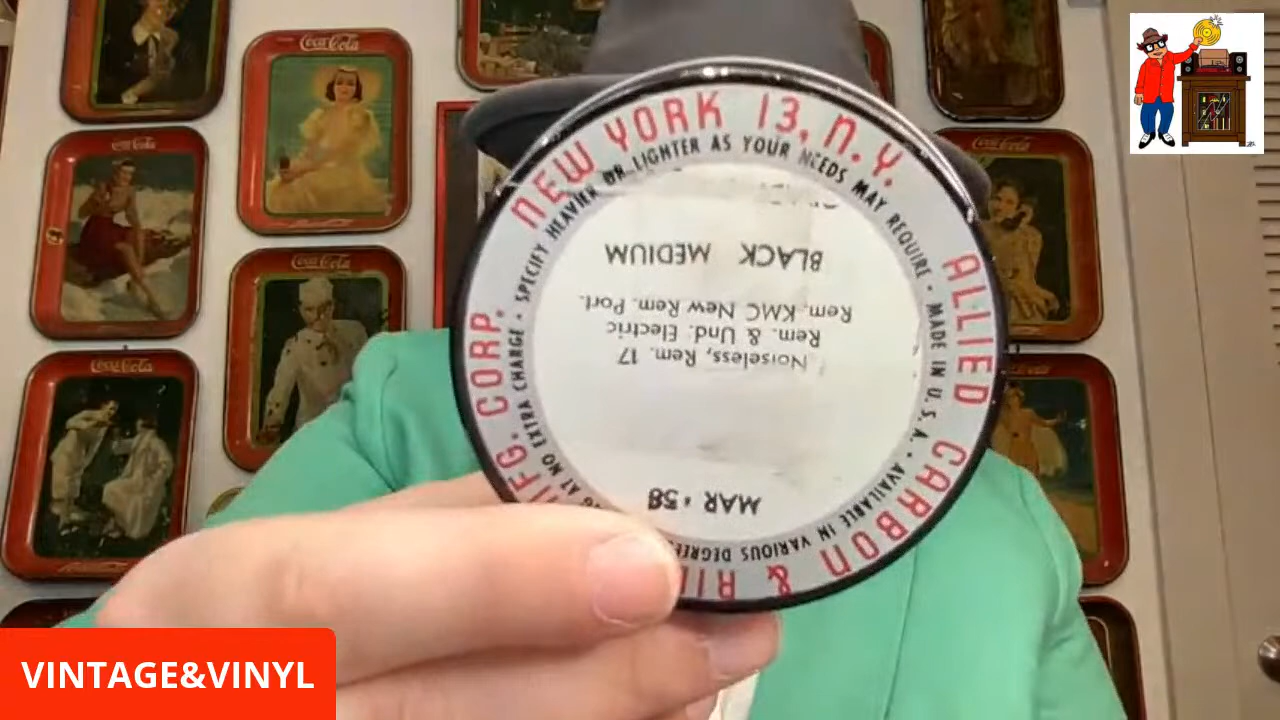 Coca-Cola
Coca-Cola
Coca-Cola
Coca-Cola
Coca-Cola
NEW YORK 13, N.Y.
ALLIED CARBON & RI
MFG. CORP.
SPECIFY HEAVIER OR LIGHTER AS YOUR NEEDS MAY REQUIRE • MADE IN U.S.A. • AVAILABLE IN VARIOUS
AT NO EXTRA CHARGE •
BLACK MEDIUM
Rem. KMC New Rem. Port.
Rem. & Und. Electric
Noiseless, Rem. 17
MAR • 58
VINTAGE&VINYL